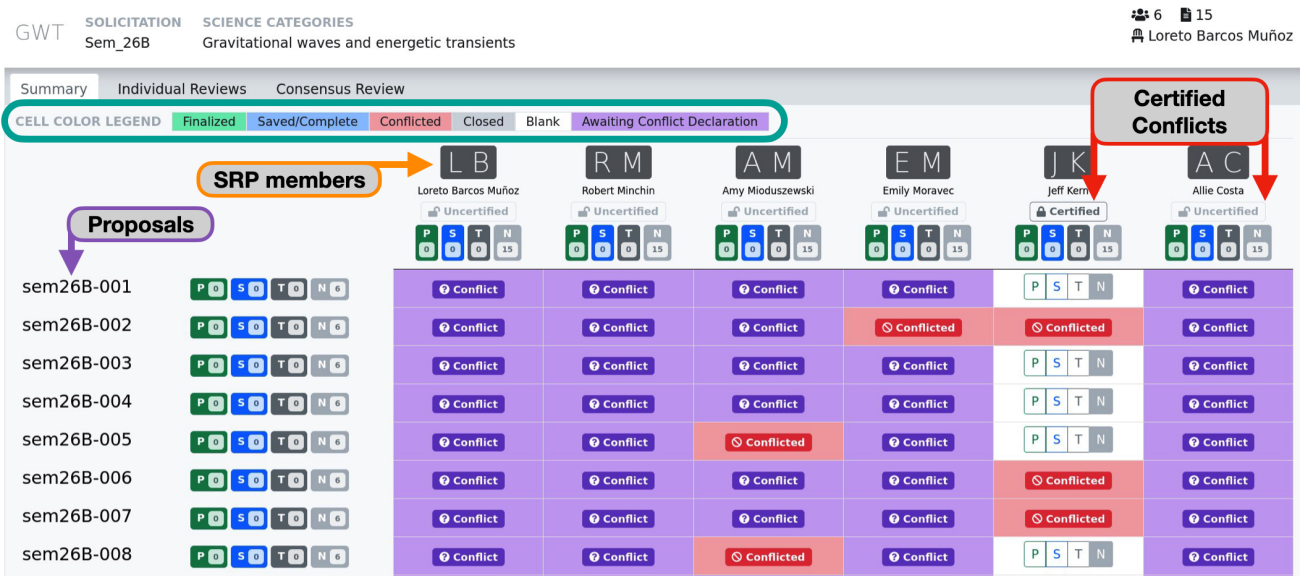 GWT
SOLICITATION SCIENCE CATEGORIES
Sem_26B Gravitational waves and energetic transients
6 15
Loreto Barcos Muñoz
Summary Individual Reviews Consensus Review
CELL COLOR LEGEND Finalized Saved/Complete Conflicted Closed Blank Awaiting Conflict Declaration
Certified
Conflicts
SRP members
Proposals
L B R M A M E M J K A C
Loreto Barcos Muñoz Robert Minchin Amy Mioduszewski Emily Moravec Jeff Kern Allie Costa
Uncertified Uncertified Uncertified Uncertified Certified Uncertified
P S T N P S T N P S T N P S T N P S T N P S T N
0 0 0 15 0 0 0 15 0 0 0 15 0 0 0 15 0 0 0 15 0 0 0 15
sem26B-001 P 0 S 0 T 0 N 6 Conflict Conflict Conflict Conflict P S T N Conflict
sem26B-002 P 0 S 0 T 0 N 6 Conflict Conflict Conflict Conflicted Conflicted Conflict
sem26B-003 P 0 S 0 T 0 N 6 Conflict Conflict Conflict Conflict P S T N Conflict
sem26B-004 P 0 S 0 T 0 N 6 Conflict Conflict Conflict Conflict P S T N Conflict
sem26B-005 P 0 S 0 T 0 N 6 Conflict Conflict Conflicted Conflict P S T N Conflict
sem26B-006 P 0 S 0 T 0 N 6 Conflict Conflict Conflict Conflict Conflicted Conflict
sem26B-007 P 0 S 0 T 0 N 6 Conflict Conflict Conflict Conflict Conflicted Conflict
sem26B-008 P 0 S 0 T 0 N 6 Conflict Conflict Conflicted Conflict P S T N Conflict